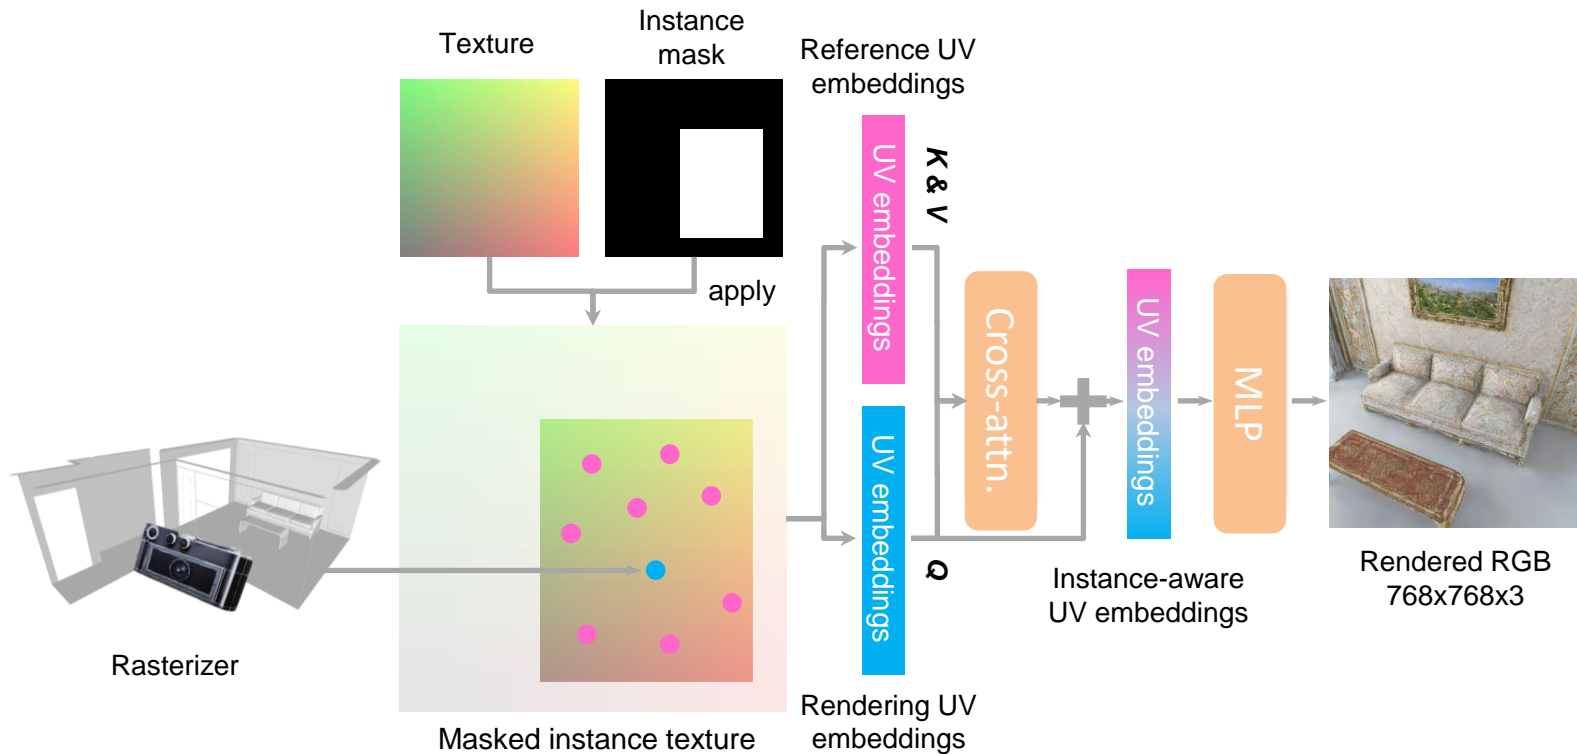 Texture
Instance
mask
Reference UV
embeddings
UV embeddings
K & V
apply
Cross-attn.
UV embeddings
MLP
UV embeddings
Q
Rasterizer
Masked instance texture
Rendering UV
embeddings
Instance-aware
UV embeddings
Rendered RGB
768x768x3